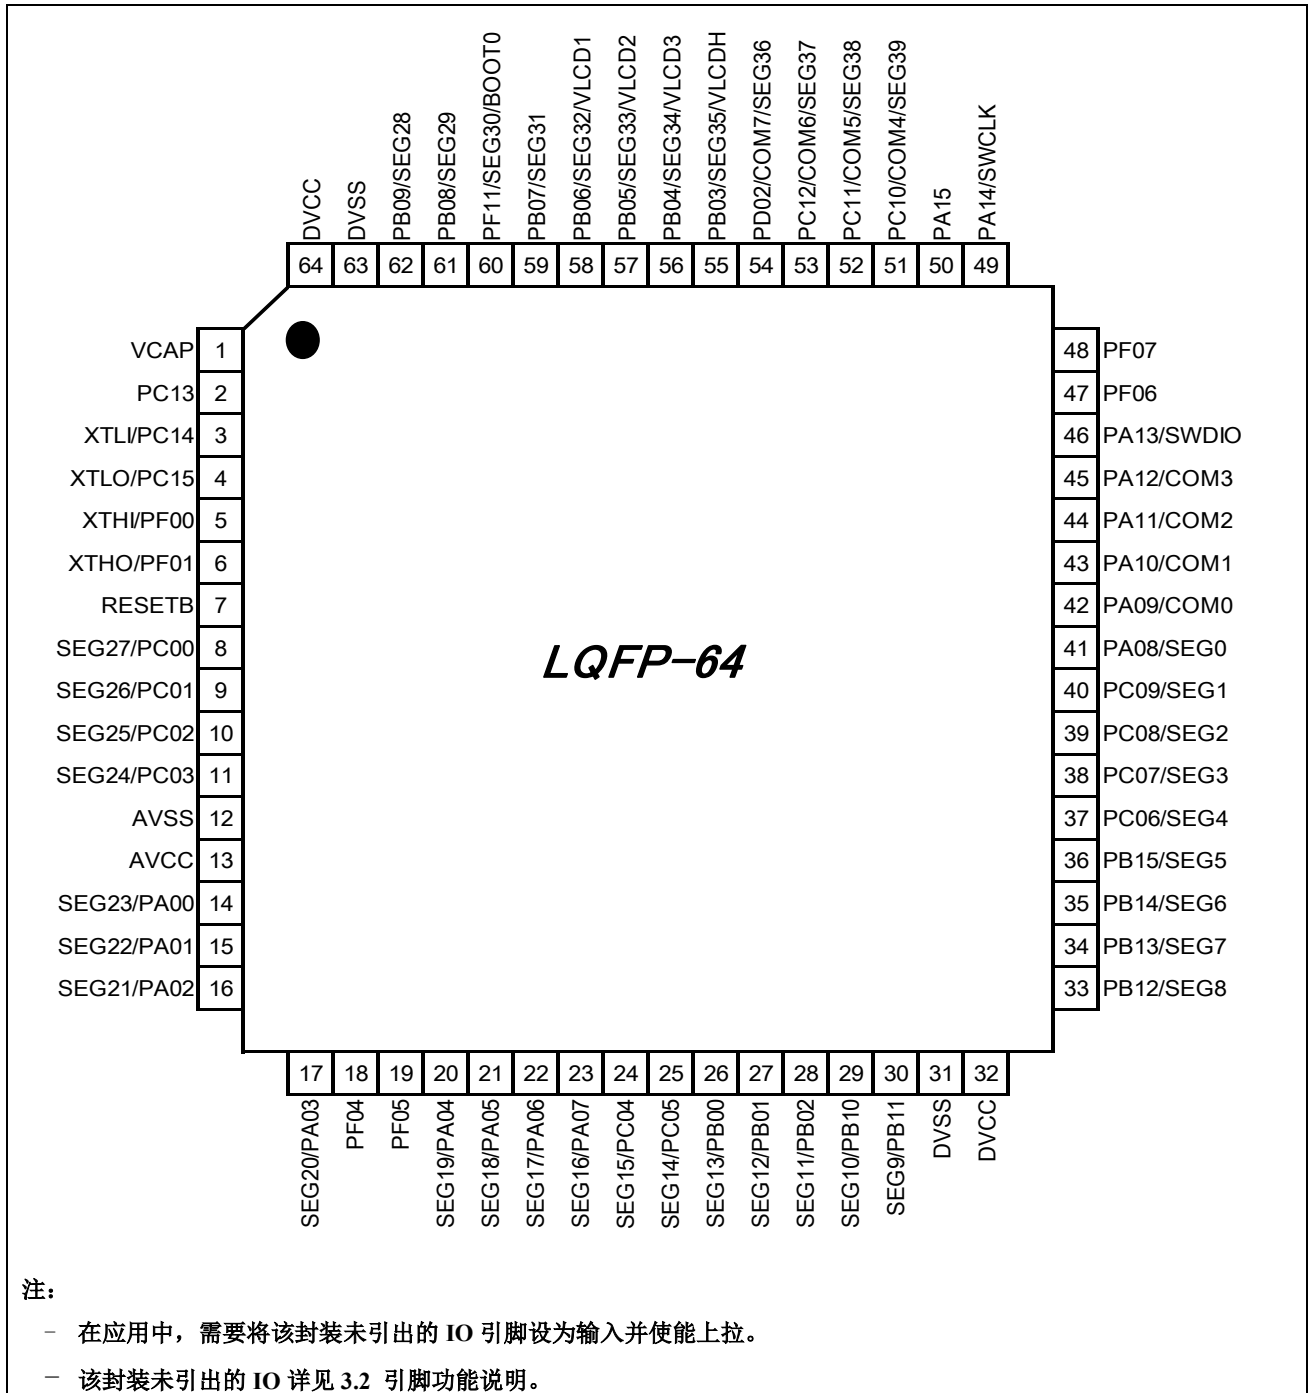 DVCC
DVSS
PB09/SEG28
PB08/SEG29
PF11/SEG30/BOOT0
PB07/SEG31
PB06/SEG32/VLCD1
PB05/SEG33/VLCD2
PB04/SEG34/VLCD3
PB03/SEG35/VLCDH
PD02/COM7/SEG36
PC12/COM6/SEG37
PC11/COM5/SEG38
PC10/COM4/SEG39
PA15
PA14/SWCLK
64 63 62 61 60 59 58 57 56 55 54 53 52 51 50 49
VCAP 1
PC13 2
XTLI/PC14 3
XTLO/PC15 4
XTHI/PF00 5
XTHO/PF01 6
RESETB 7
SEG27/PC00 8
SEG26/PC01 9
SEG25/PC02 10
SEG24/PC03 11
AVSS 12
AVCC 13
SEG23/PA00 14
SEG22/PA01 15
SEG21/PA02 16
LQFP-64
48 PF07
47 PF06
46 PA13/SWDIO
45 PA12/COM3
44 PA11/COM2
43 PA10/COM1
42 PA09/COM0
41 PA08/SEG0
40 PC09/SEG1
39 PC08/SEG2
38 PC07/SEG3
37 PC06/SEG4
36 PB15/SEG5
35 PB14/SEG6
34 PB13/SEG7
33 PB12/SEG8
17 18 19 20 21 22 23 24 25 26 27 28 29 30 31 32
SEG20/PA03
PF04
PF05
SEG19/PA04
SEG18/PA05
SEG17/PA06
SEG16/PA07
SEG15/PC04
SEG14/PC05
SEG13/PB00
SEG12/PB01
SEG11/PB02
SEG10/PB10
SEG9/PB11
DVSS
DVCC
注：
－ 在应用中，需要将该封装未引出的 IO 引脚设为输入并使能上拉。
－ 该封装未引出的 IO 详见 3.2 引脚功能说明。